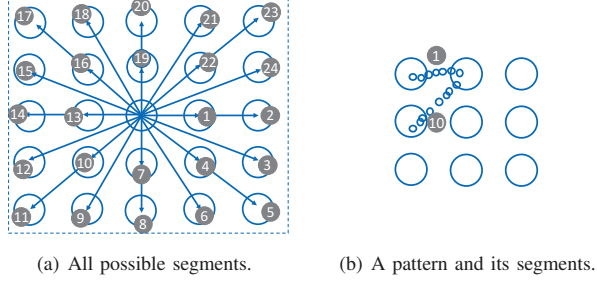 17 18 20 21 23
15 16 19 22 24
14 13 1 2
12 10 7 4 3
11 9 8 6 5
1
10
(a) All possible segments.
(b) A pattern and its segments.